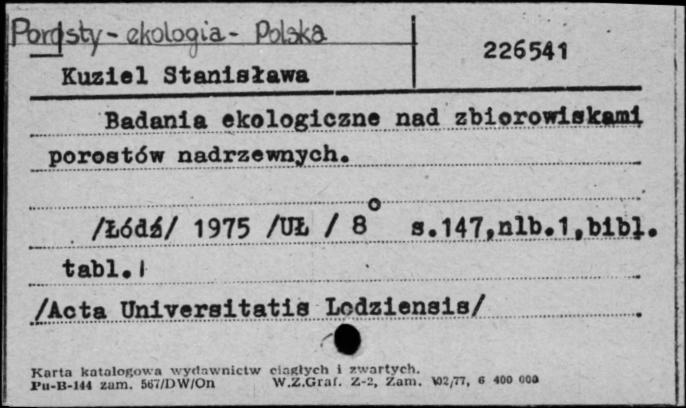 Porosty - ekologia - Polska
226541
Kuziel Stanisława
Badania ekologiczne nad zbiorowiskami
porostów nadrzewnych.
/Łódź/ 1975 /UŁ / 8° s.147,nlb.1,bibl.
tabl.
/Acta Universitatis Lodziensis/
Karta katalogowa wydawnictw ciągłych i zwartych.
Pu-B-144 zam. 567/DW/On W.Z.Graf. Z-2, Zam. 102/77, 6 400 000